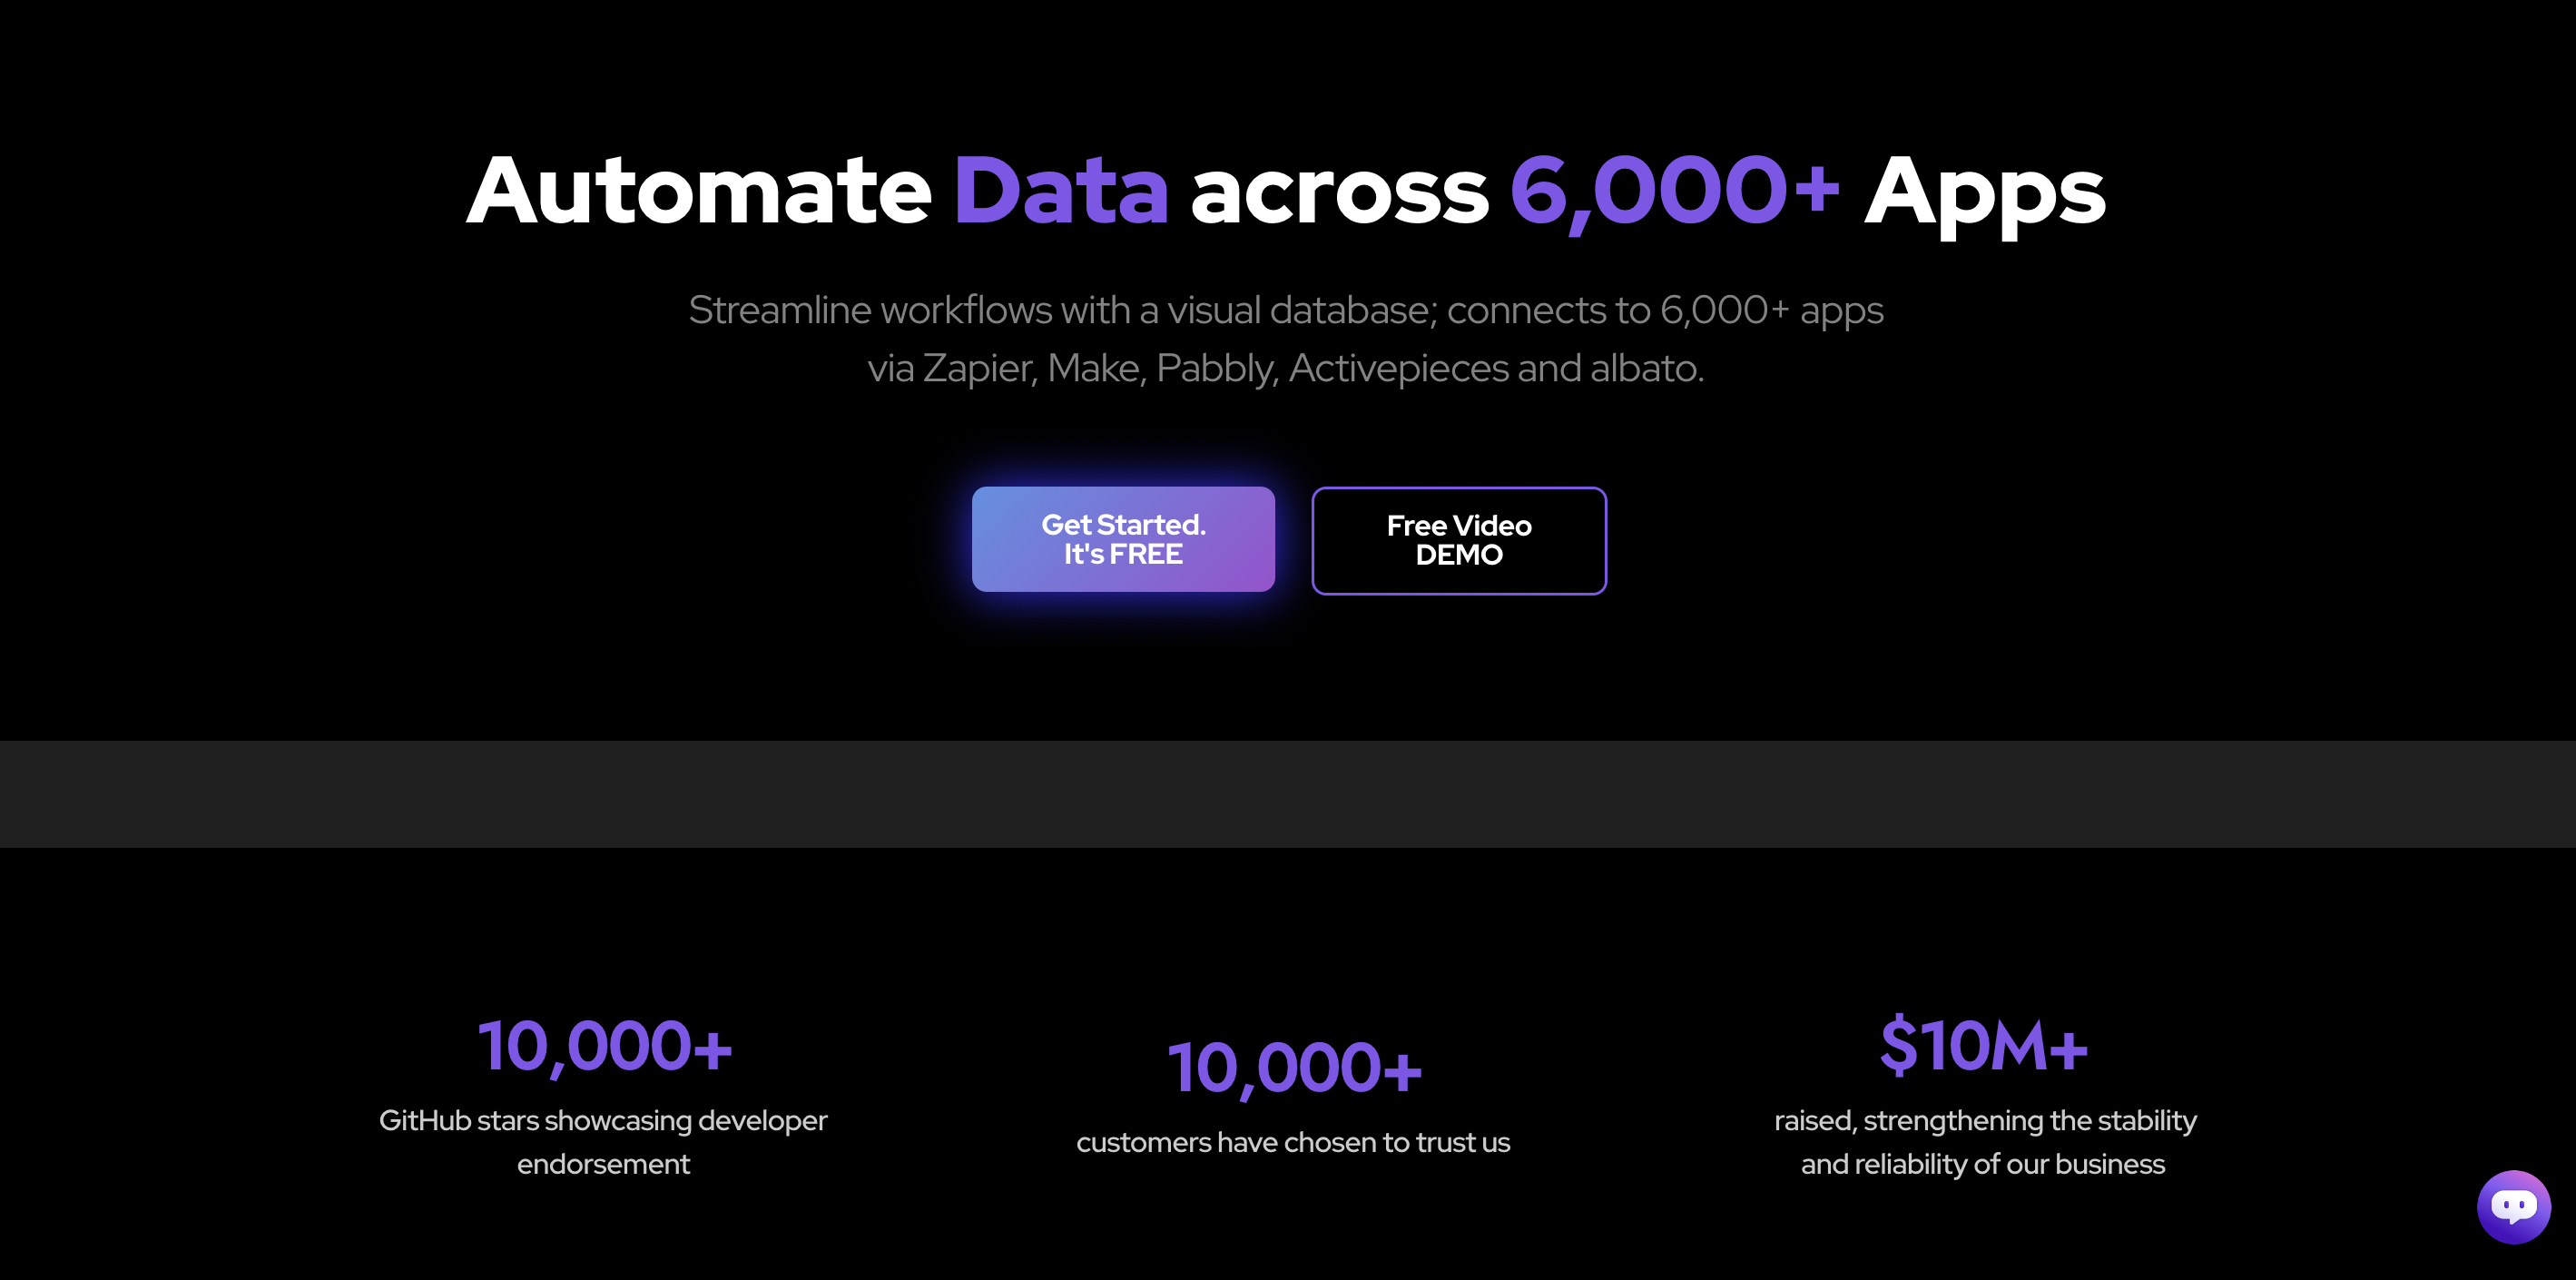 Automate Data across 6,000+ Apps
Streamline workflows with a visual database; connects to 6,000+ apps
via Zapier, Make, Pabbly, Activepieces and albato.
Get Started.
It's FREE
Free Video
DEMO
10,000+
GitHub stars showcasing developer
endorsement
10,000+
customers have chosen to trust us
$10M+
raised, strengthening the stability
and reliability of our business